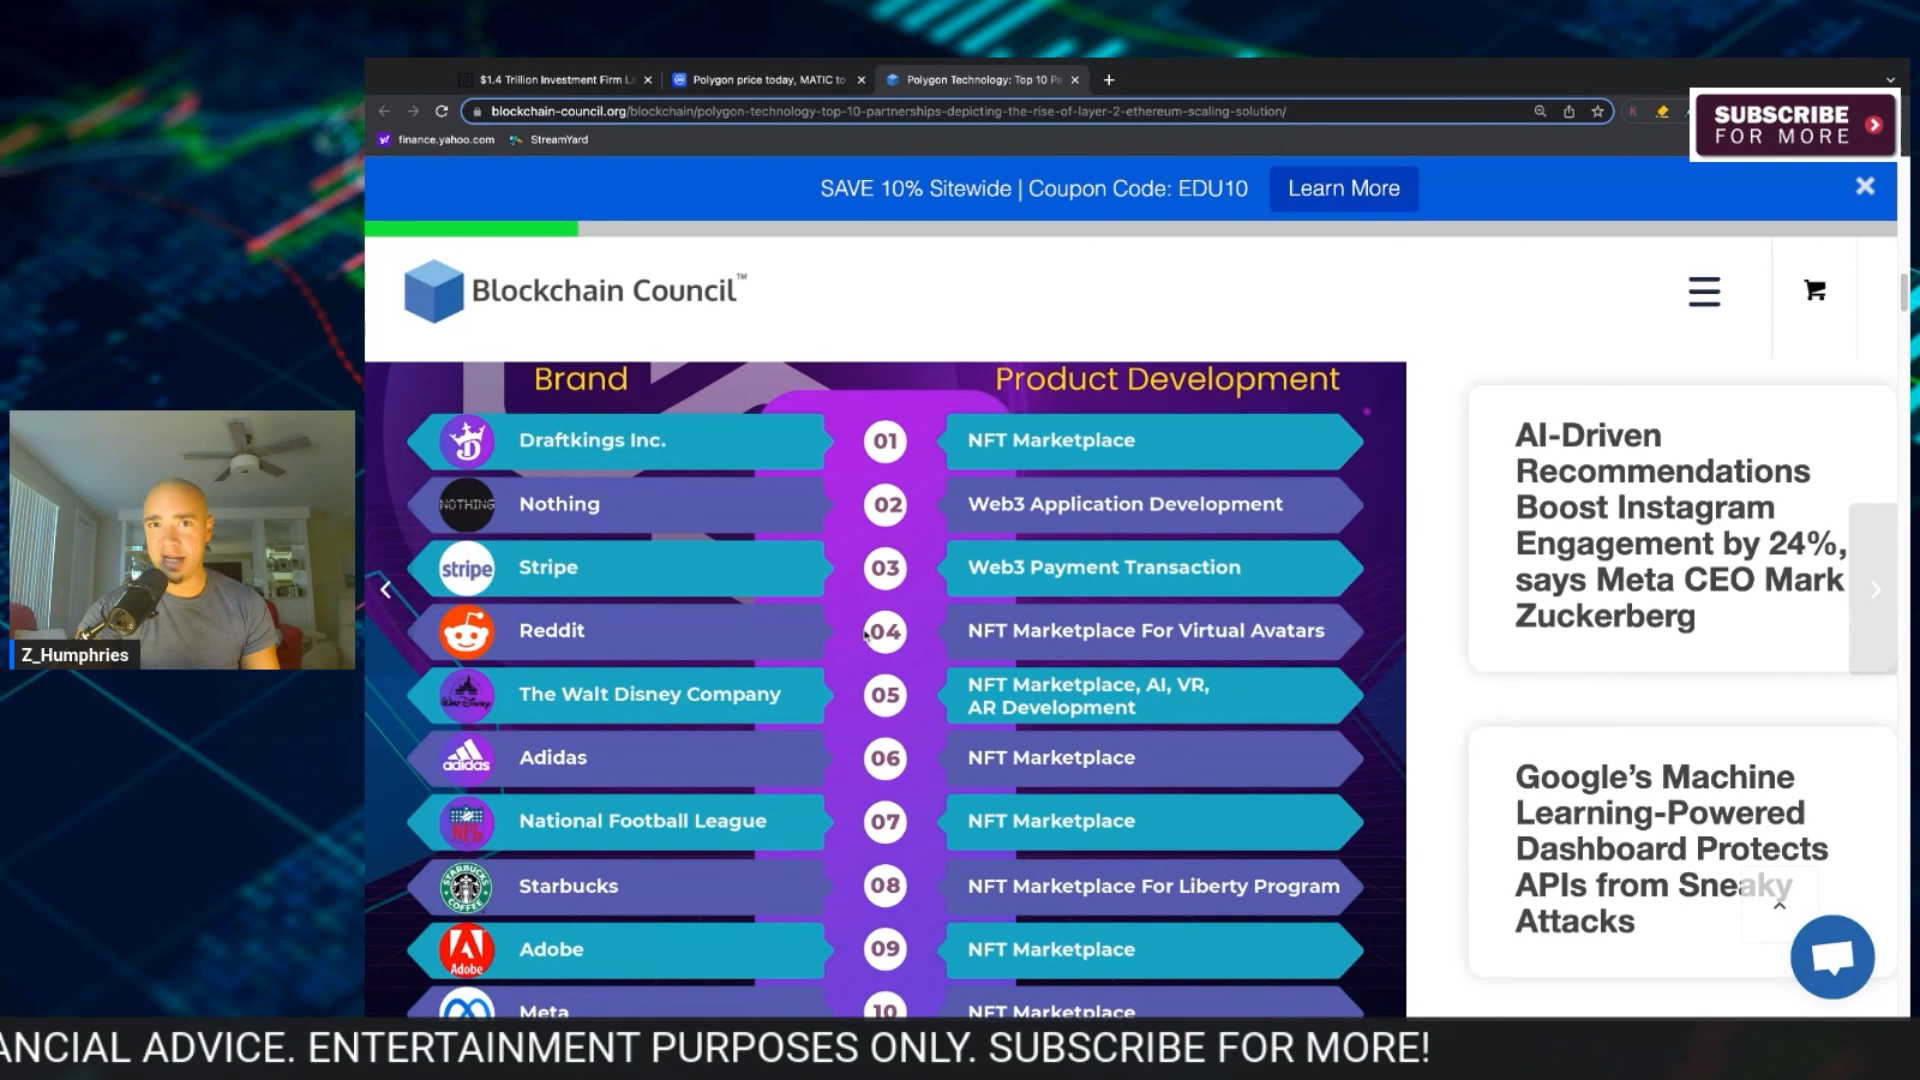 $1.4 Trillion Investment Firm La
Polygon price today, MATIC to
Polygon Technology: Top 10 Pa
blockchain-council.org/blockchain/polygon-technology-top-10-partnerships-depicting-the-rise-of-layer-2-ethereum-scaling-solution/
finance.yahoo.com
StreamYard
SUBSCRIBE
FOR MORE
SAVE 10% Sitewide | Coupon Code: EDU10
Learn More
Blockchain Council™
Brand
Product Development
Draftkings Inc.
01
NFT Marketplace
NOTHING
Nothing
02
Web3 Application Development
stripe
Stripe
03
Web3 Payment Transaction
Reddit
04
NFT Marketplace For Virtual Avatars
Walt Disney
The Walt Disney Company
05
NFT Marketplace, AI, VR,
AR Development
adidas
Adidas
06
NFT Marketplace
NFL
National Football League
07
NFT Marketplace
STARBUCKS
COFFEE
Starbucks
08
NFT Marketplace For Liberty Program
Adobe
Adobe
09
NFT Marketplace
Meta
10
NFT Marketplace
AI-Driven
Recommendations
Boost Instagram
Engagement by 24%,
says Meta CEO Mark
Zuckerberg
Google's Machine
Learning-Powered
Dashboard Protects
APIs from Sneaky
Attacks
Z_Humphries
ANCIAL ADVICE. ENTERTAINMENT PURPOSES ONLY. SUBSCRIBE FOR MORE!